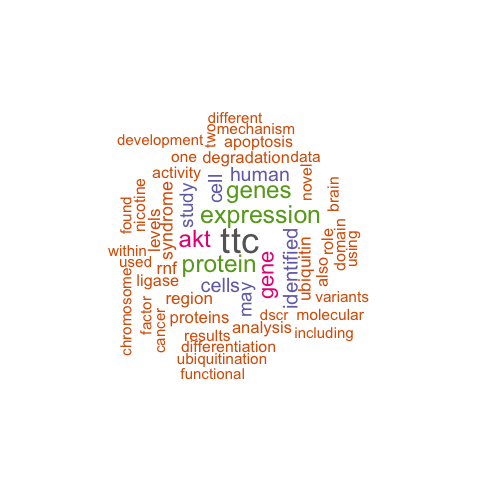 different
two
mechanism
development
apoptosis
one
degradation
data
activity
cell
human
novel
brain
nicotine
study
genes
found
levels
syndrome
expression
role
domain
using
akt
ttc
identified
ubiquitin
also
within
used
rnf
protein
gene
ligase
cells
may
chromosome
factor
region
variants
cancer
proteins
dscr
molecular
analysis
including
results
differentiation
ubiquitination
functional